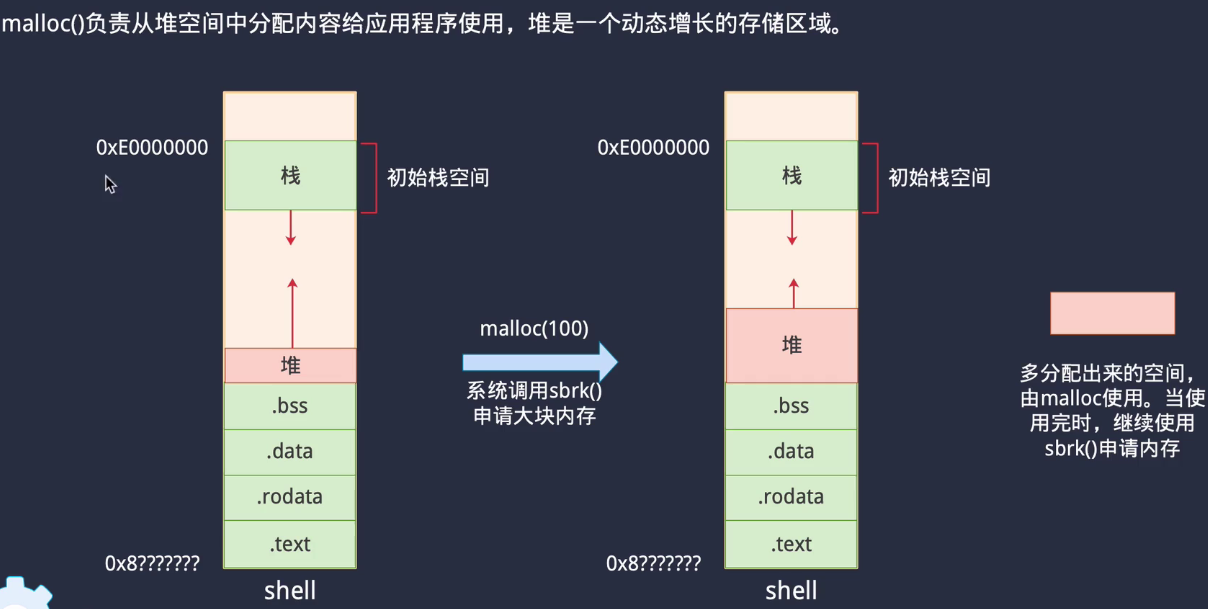 malloc()负责从堆空间中分配内容给应用程序使用，堆是一个动态增长的存储区域。
0xE0000000
栈
初始栈空间
堆
.bss
.data
.rodata
.text
0x8???????
shell
malloc(100)
系统调用sbrk()
申请大块内存
0xE0000000
栈
初始栈空间
堆
.bss
.data
.rodata
.text
0x8???????
shell
多分配出来的空间，
由malloc使用。当使
用完时，继续使用
sbrk()申请内存